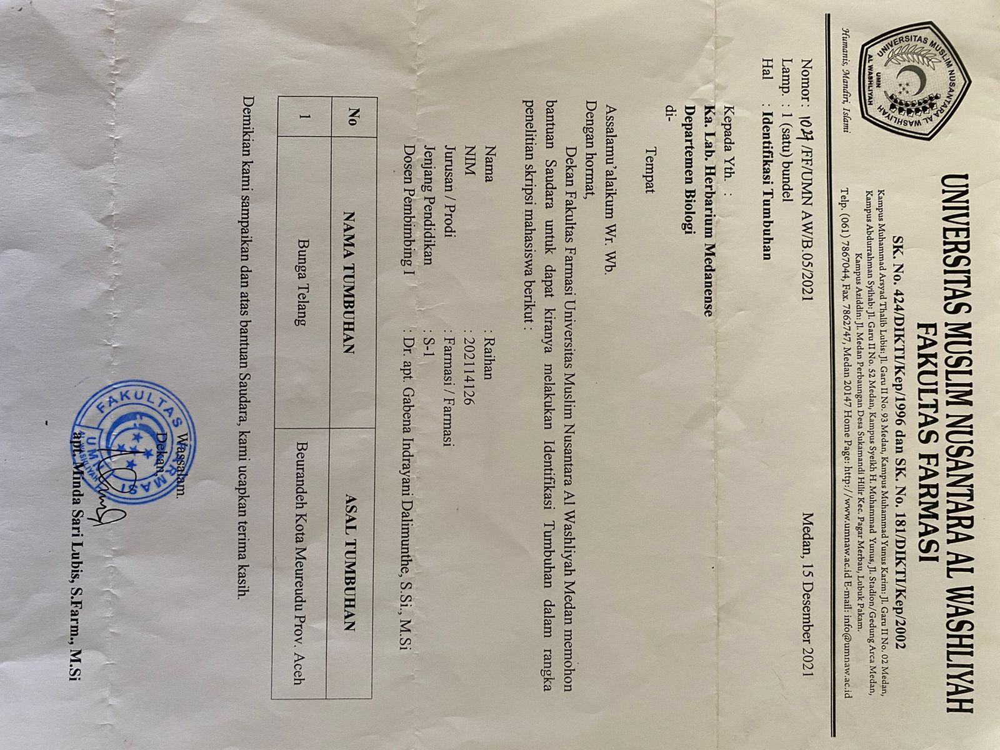 UNIVERSITAS MUSLIM NUSANTARA AL WASHLIYAH
UMN
AL WASHLIYAH
Humanis, Mandiri, Islami
UNIVERSITAS MUSLIM NUSANTARA AL WASHLIYAH
FAKULTAS FARMASI
SK. No. 424/DIKTI/Kep/1996 dan SK. No. 181/DIKTI/Kep/2002
Kampus Muhammad Arsyad Thalib Lubis: Jl. Garu II No. 93 Medan, Kampus Muhammad Yunus Karim: Jl. Garu II No. 02 Medan,
Kampus Abdurrahman Syihab: Jl. Garu II No. 52 Medan, Kampus Syeikh H. Muhammad Yunus, Jl. Stadion/Gedung Arca Medan,
Kampus Aziddin: Jl. Medan Perbaungan Desa Sukamandi Hilir Kec. Pagar Merbau, Lubuk Pakam.
Telp. (061) 7867044, Fax. 7862747, Medan 20147 Home Page: http://www.umnaw.ac.id E-mail: info@umnaw.ac.id
Nomor : /FF/UMN AW/B.05/2021 Medan, 15 Desember 2021
Lamp. : 1 (satu) bundel
Hal : Identifikasi Tumbuhan
Kepada Yth. :
Ka. Lab. Herbarium Medanense
Departemen Biologi
di-
Tempat
Assalamu'alaikum Wr. Wb.
Dengan hormat,
Dekan Fakultas Farmasi Universitas Muslim Nusantara Al Washliyah Medan memohon
bantuan Saudara untuk dapat kiranya melakukan Identifikasi Tumbuhan dalam rangka
penelitian skripsi mahasiswa berikut :
Nama : Raihan
NIM : 202114126
Jurusan / Prodi : Farmasi / Farmasi
Jenjang Pendidikan : S-1
Dosen Pembimbing I : Dr. apt. Gabena Indrayani Dalimunthe, S.Si., M.Si
No NAMA TUMBUHAN ASAL TUMBUHAN
1 Bunga Telang Beurandeh Kota Meureudu Prov. Aceh
Demikian kami sampaikan dan atas bantuan Saudara, kami ucapkan terima kasih.
Wassalam.
Dekan,
FAKULTAS FARMASI
UMN
AL WASHLIYAH
apt. Minda Sari Lubis, S.Farm., M.Si